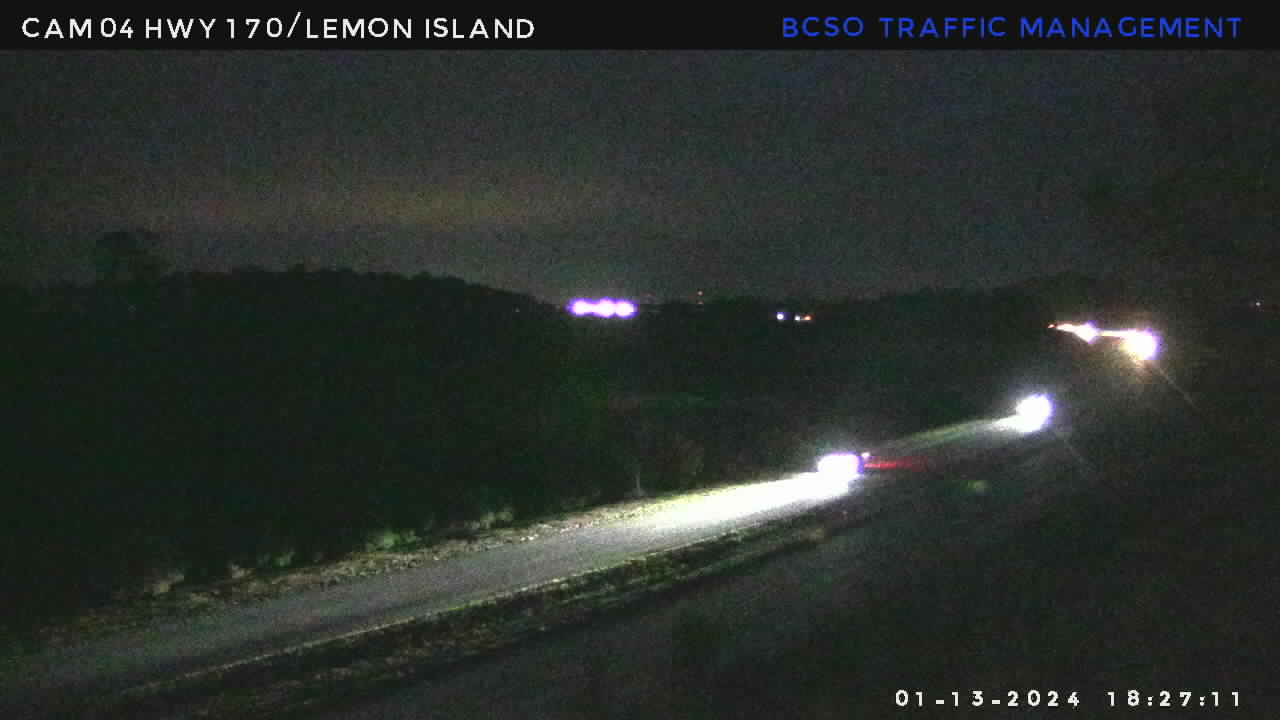 CAM04 HWY 170/LEMON ISLAND
BCSO TRAFFIC MANAGEMENT
01-13-2024 18:27:11